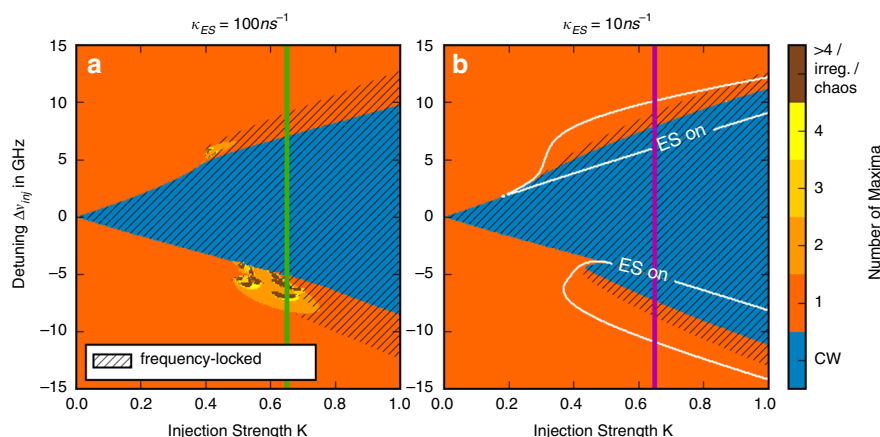 κ_ES = 100ns⁻¹
κ_ES = 10ns⁻¹
a
b
15
10
5
0
−5
−10
−15
Detuning Δν_inj in GHz
frequency-locked
0.0
0.2
0.4
0.6
0.8
1.0
Injection Strength K
15
10
5
0
−5
−10
−15
ES on
ES on
0.0
0.2
0.4
0.6
0.8
1.0
Injection Strength K
>4 /
irreg. /
chaos
4
3
2
1
CW
Number of Maxima